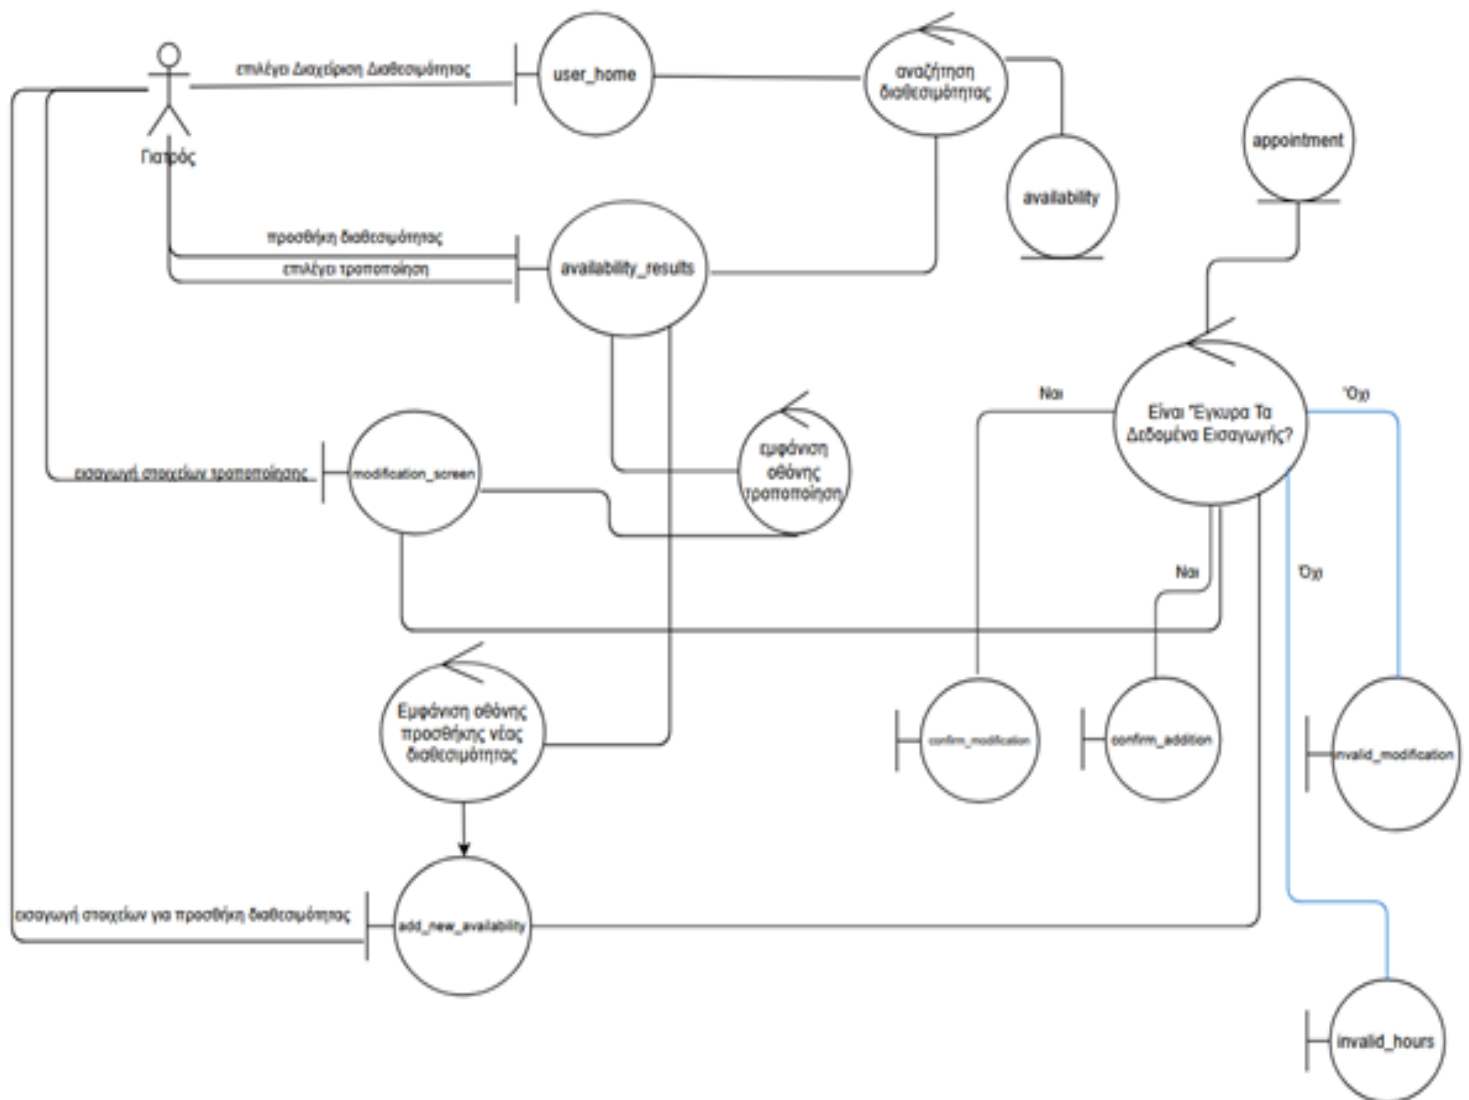 επιλέγει Διαχείριση Διαθεσιμότητας
user_home
αναζήτηση
διαθεσιμότητας
appointment
Γιατρός
availability
προσθήκη διαθεσιμότητας
επιλέγει τροποποίηση
availability_results
Ναι
Όχι
Είναι Έγκυρα Τα
Δεδομένα Εισαγωγής?
εμφάνιση
οθόνης
τροποποίηση
εισαγωγή στοιχείων τροποποίησης
modification_screen
Ναι
Όχι
Εμφάνιση οθόνης
προσθήκης νέας
διαθεσιμότητας
confirm_modification
confirm_addition
invalid_modification
εισαγωγή στοιχείων για προσθήκη διαθεσιμότητας
add_new_availability
invalid_hours